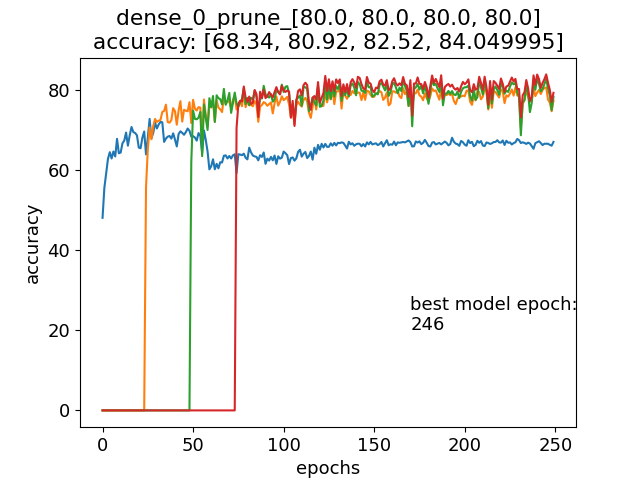 dense_0_prune_[80.0, 80.0, 80.0, 80.0]
accuracy: [68.34, 80.92, 82.52, 84.049995]
80
60
40
20
0
accuracy
best model epoch:
246
0 50 100 150 200 250
epochs